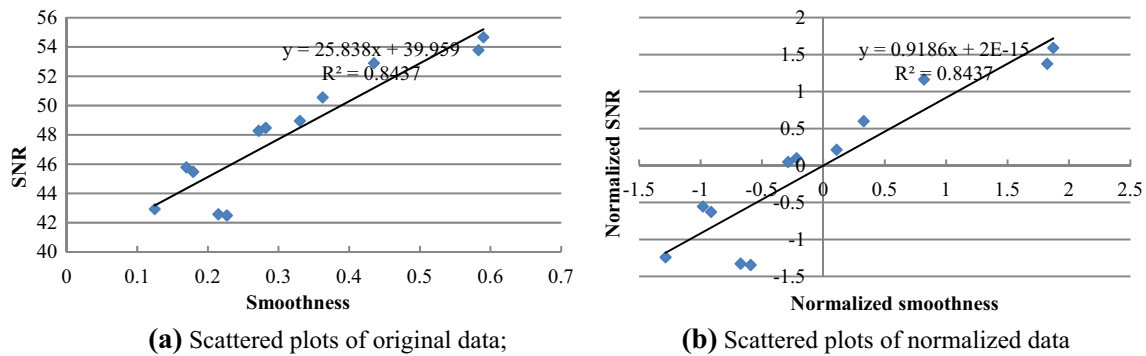 56
54
52
50
48
46
44
42
40
SNR
y = 25.838x + 39.959
R² = 0.8437
0 0.1 0.2 0.3 0.4 0.5 0.6 0.7
Smoothness
(a) Scattered plots of original data;
2
1.5
1
0.5
0
-0.5
-1
-1.5
Normalized SNR
y = 0.9186x + 2E-15
R² = 0.8437
-1.5 -1 -0.5 0 0.5 1 1.5 2 2.5
Normalized smoothness
(b) Scattered plots of normalized data